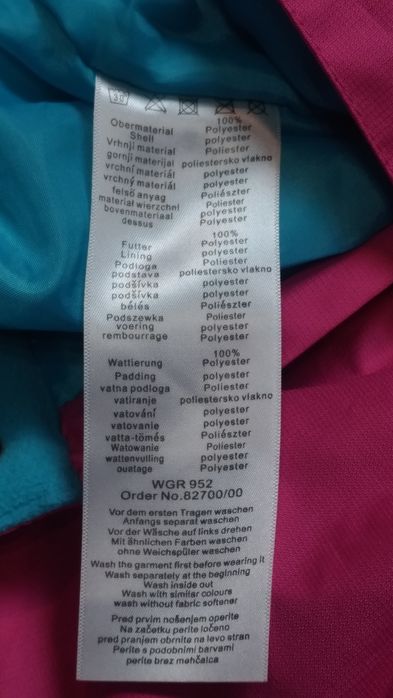 30
100%
Obermaterial Polyester
Shell Polyester
Vrhnji material Polyester
gornji materijal poliestersko vlakno
vrchní materiál polyester
vrchný materiál polyester
felső anyag Poliészter
material wierzchni Poliester
bovenmateriaal polyester
dessus Polyester
100%
Futter Polyester
Lining Polyester
Podloga Poliester
podstava poliestersko vlakno
podšívka polyester
podšívka polyester
bélés Poliészter
Podszewka Poliester
voering polyester
rembourrage Polyester
100%
Wattierung Polyester
Padding polyester
vatna podloga Poliester
vatiranje poliestersko vlakno
vatování polyester
vatovanie polyester
vatta-tömés Poliészter
Watowanie Poliester
wattenvulling polyester
ouatage Polyester
WGR 952
Order No.82700/00
Vor dem ersten Tragen waschen
Anfangs separat waschen
Vor der Wäsche auf links drehen
Mit ähnlichen Farben waschen
ohne Weichspüler waschen
Wash the garment first before wearing it
Wash separately at the beginning
Wash inside out
Wash with similar colours
wash without fabric softener
Pred prvim nošenjem operite
Na začetku perite ločeno
pred pranjem obrnite na levo stran
Perite s podobnimi barvami
perite brez mehčalca